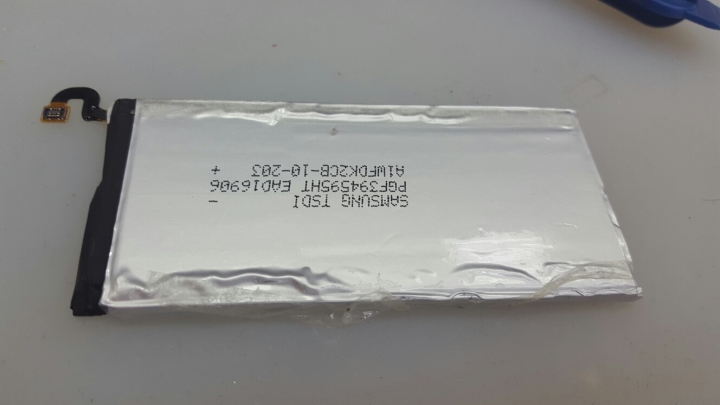 SAMSUNG TSDI -
PGF394595HT EAD16906
A1WFDK2CB-10-203 +